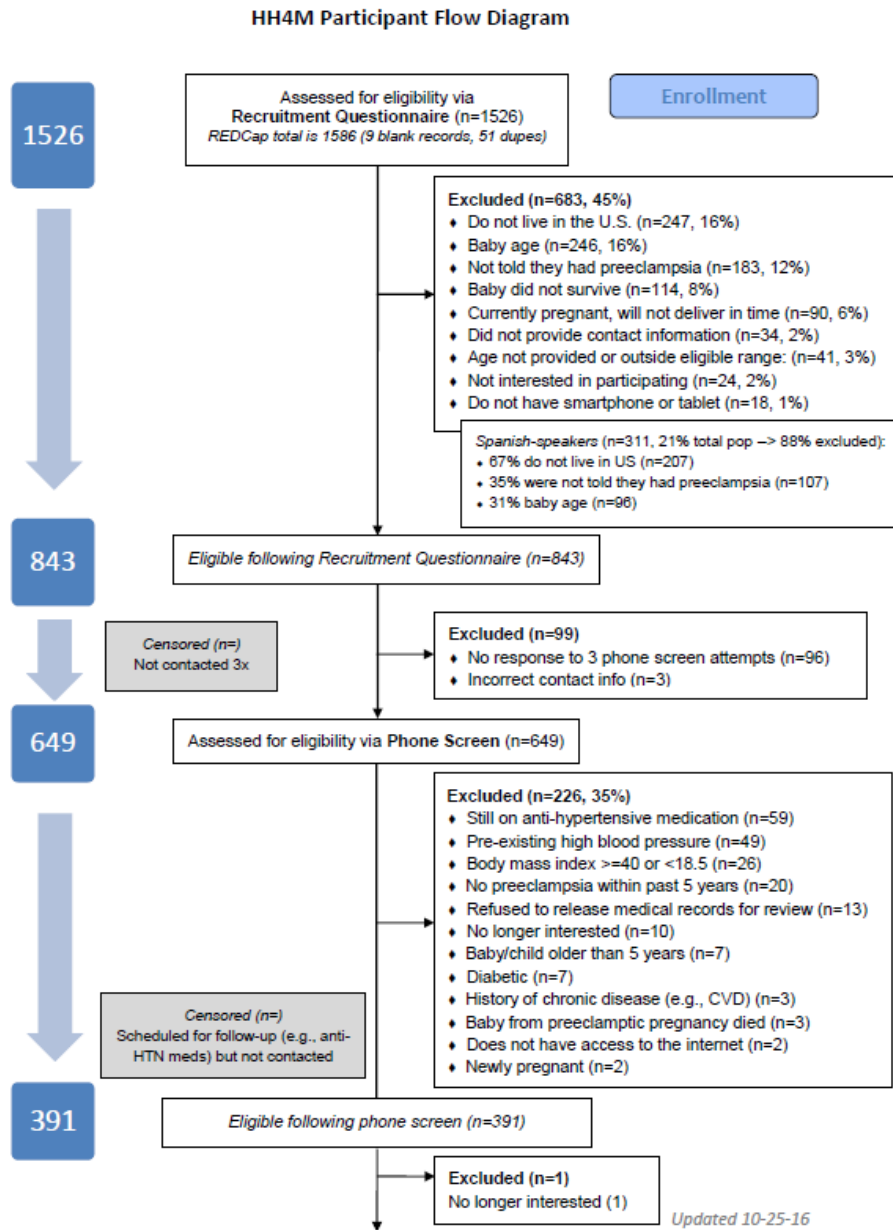 HH4M Participant Flow Diagram
Enrollment
1526
Assessed for eligibility via
Recruitment Questionnaire (n=1526)
REDCap total is 1586 (9 blank records, 51 dupes)
Excluded (n=683, 45%)
♦ Do not live in the U.S. (n=247, 16%)
♦ Baby age (n=246, 16%)
♦ Not told they had preeclampsia (n=183, 12%)
♦ Baby did not survive (n=114, 8%)
♦ Currently pregnant, will not deliver in time (n=90, 6%)
♦ Did not provide contact information (n=34, 2%)
♦ Age not provided or outside eligible range: (n=41, 3%)
♦ Not interested in participating (n=24, 2%)
♦ Do not have smartphone or tablet (n=18, 1%)
Spanish-speakers (n=311, 21% total pop –> 88% excluded):
♦ 67% do not live in US (n=207)
♦ 35% were not told they had preeclampsia (n=107)
♦ 31% baby age (n=96)
843
Eligible following Recruitment Questionnaire (n=843)
Censored (n=)
Not contacted 3x
Excluded (n=99)
♦ No response to 3 phone screen attempts (n=96)
♦ Incorrect contact info (n=3)
649
Assessed for eligibility via Phone Screen (n=649)
Excluded (n=226, 35%)
♦ Still on anti-hypertensive medication (n=59)
♦ Pre-existing high blood pressure (n=49)
♦ Body mass index >=40 or <18.5 (n=26)
♦ No preeclampsia within past 5 years (n=20)
♦ Refused to release medical records for review (n=13)
♦ No longer interested (n=10)
♦ Baby/child older than 5 years (n=7)
♦ Diabetic (n=7)
♦ History of chronic disease (e.g., CVD) (n=3)
♦ Baby from preeclamptic pregnancy died (n=3)
♦ Does not have access to the internet (n=2)
♦ Newly pregnant (n=2)
Censored (n=)
Scheduled for follow-up (e.g., anti-
HTN meds) but not contacted
391
Eligible following phone screen (n=391)
Excluded (n=1)
No longer interested (1)
Updated 10-25-16